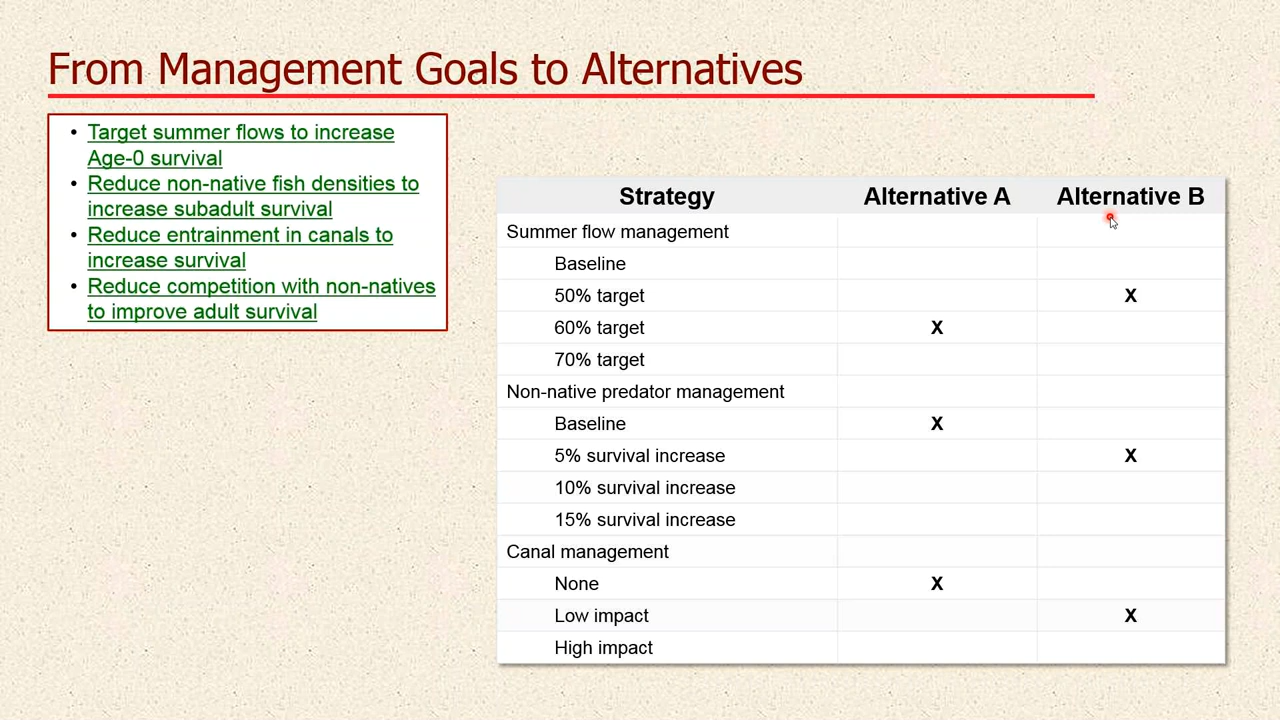 From Management Goals to Alternatives
• Target summer flows to increase
Age-0 survival
• Reduce non-native fish densities to
increase subadult survival
• Reduce entrainment in canals to
increase survival
• Reduce competition with non-natives
to improve adult survival
Strategy Alternative A Alternative B
Summer flow management
Baseline
50% target X
60% target X
70% target
Non-native predator management
Baseline X
5% survival increase X
10% survival increase
15% survival increase
Canal management
None X
Low impact X
High impact